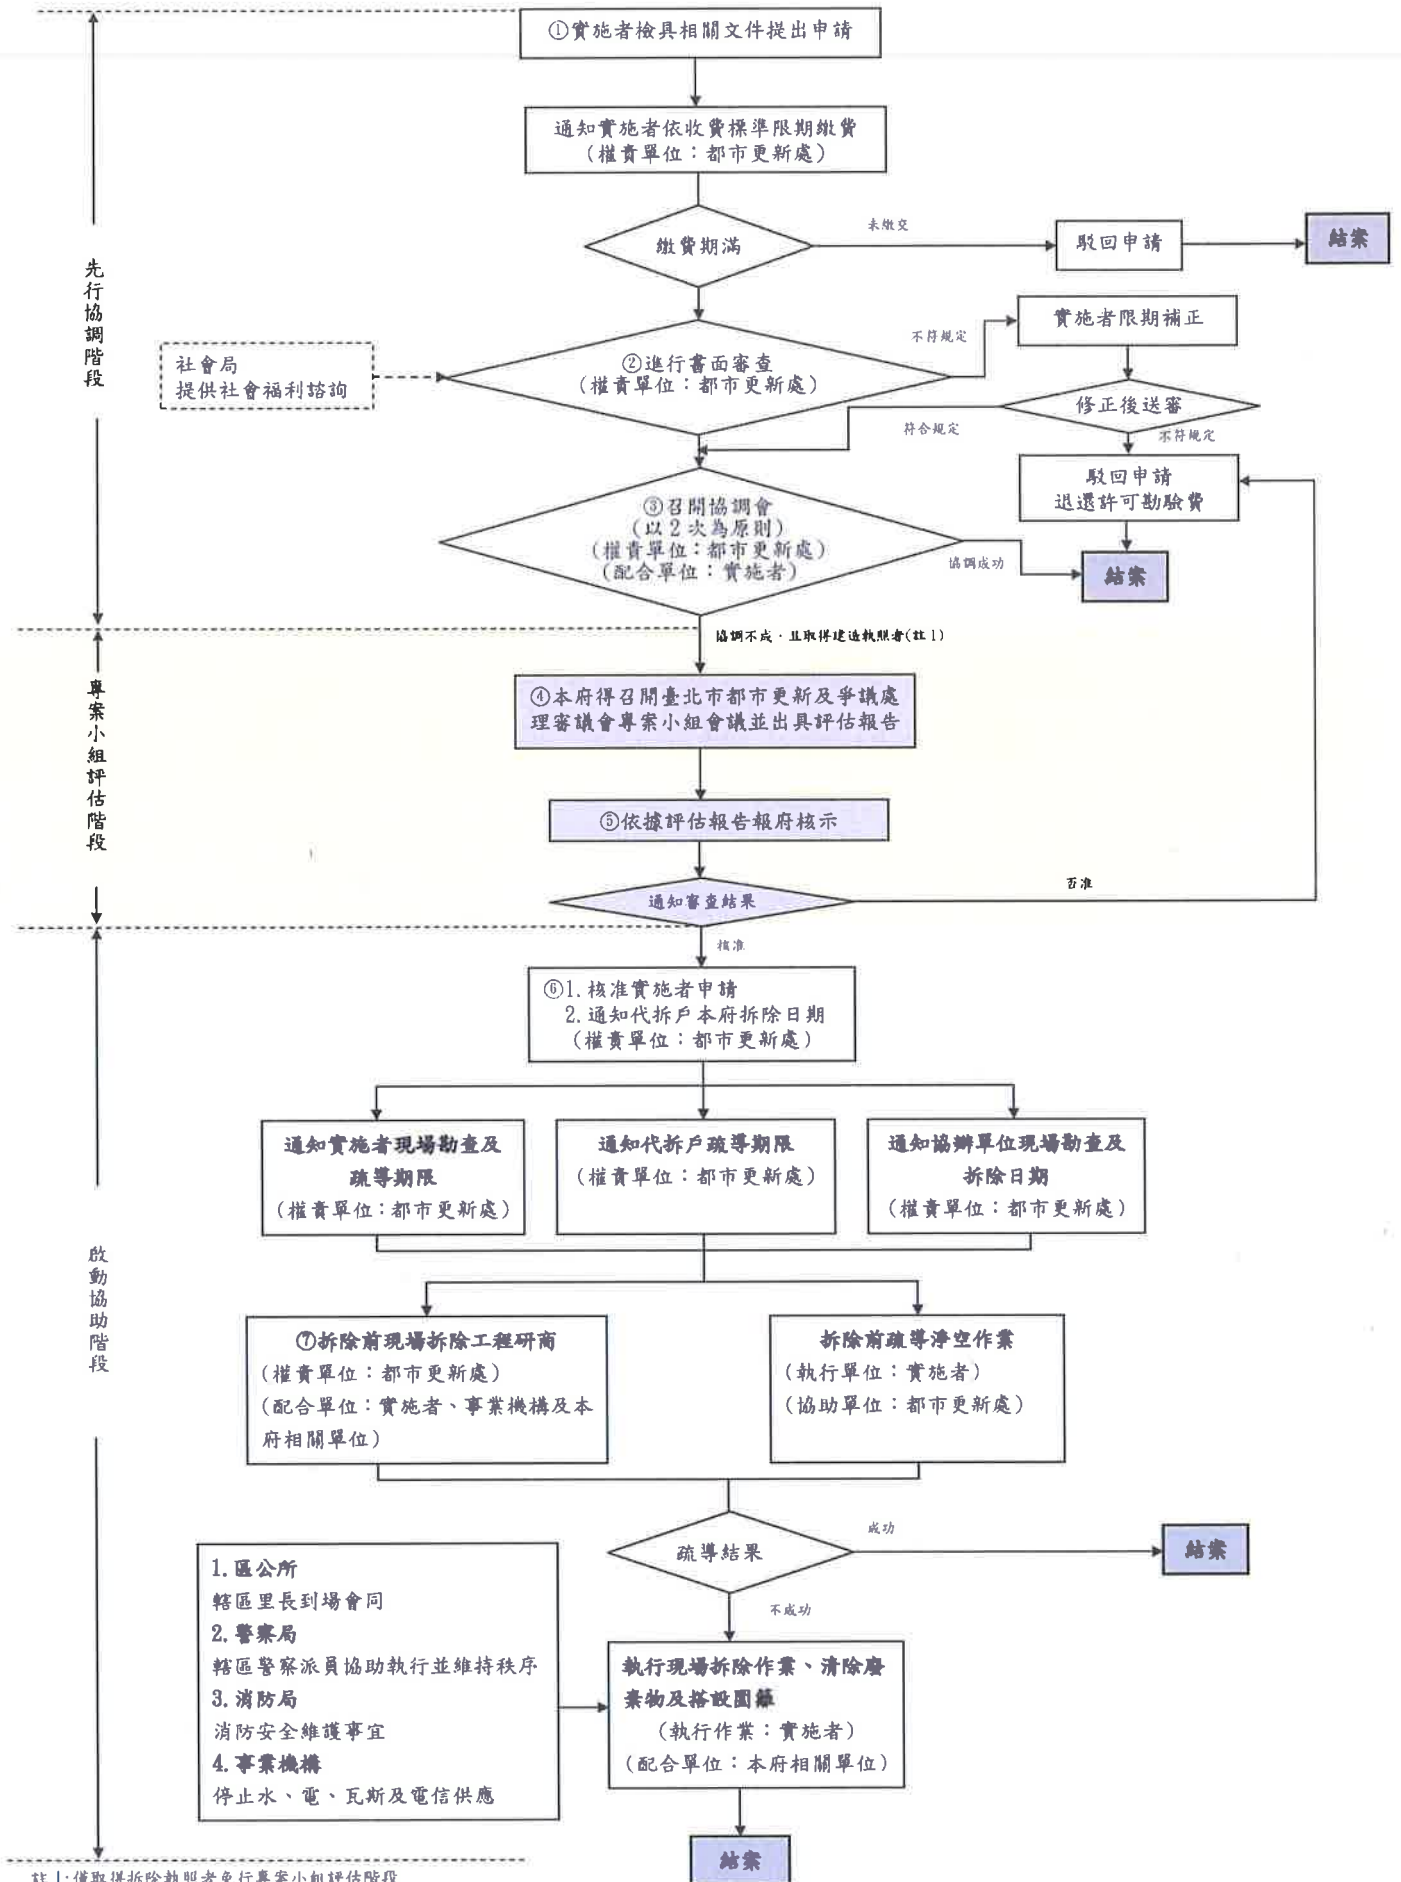 ①實施者檢具相關文件提出申請
通知實施者依收費標準限期繳費
(權責單位：都市更新處)
繳費期滿
未繳交
駁回申請
結案
先行協調階段
社會局
提供社會福利諮詢
②進行書面審查
(權責單位：都市更新處)
不符規定
實施者限期補正
修正後送審
符合規定
不符規定
駁回申請
退還許可勘驗費
③召開協調會
(以2次為原則)
(權責單位：都市更新處)
(配合單位：實施者)
協調成功
結案
協調不成，且取得建造執照者(註1)
專案小組評估階段
④本府得召開臺北市都市更新及爭議處
理審議會專案小組會議並出具評估報告
⑤依據評估報告報府核示
通知審查結果
否准
核准
⑥1.核准實施者申請
2.通知代拆戶本府拆除日期
(權責單位：都市更新處)
啟動協助階段
通知實施者現場勘查及
疏導期限
(權責單位：都市更新處)
通知代拆戶疏導期限
(權責單位：都市更新處)
通知協辦單位現場勘查及
拆除日期
(權責單位：都市更新處)
⑦拆除前現場拆除工程研商
(權責單位：都市更新處)
(配合單位：實施者、事業機構及本
府相關單位)
拆除前疏導淨空作業
(執行單位：實施者)
(協助單位：都市更新處)
疏導結果
成功
結案
不成功
1.區公所
轄區里長到場會同
2.警察局
轄區警察派員協助執行並維持秩序
3.消防局
消防安全維護事宜
4.事業機構
停止水、電、瓦斯及電信供應
執行現場拆除作業、清除廢
棄物及搭設圍籬
(執行作業：實施者)
(配合單位：本府相關單位)
結案
註1:僅取得拆除執照者免行專案小組評估階段